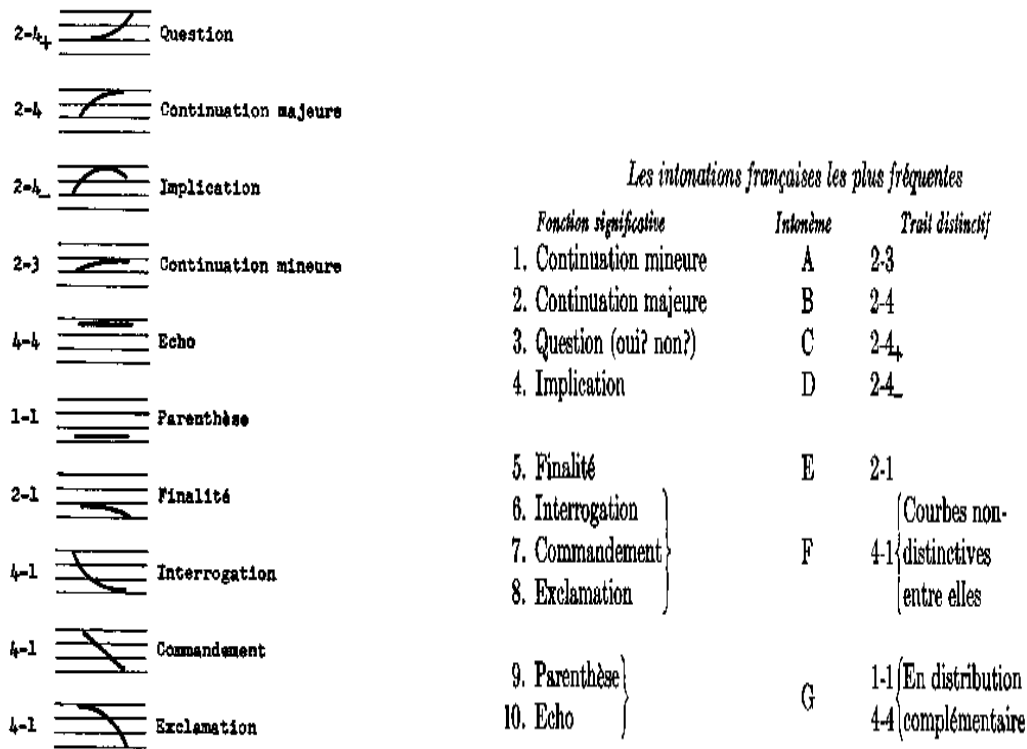 2-4+ Question
2-4 Continuation majeure
2-4_ Implication
2-3 Continuation mineure
4-4 Echo
1-1 Parenthèse
2-1 Finalité
4-1 Interrogation
4-1 Commandement
4-1 Exclamation
Les intonations françaises les plus fréquentes
Fonction significative Intonème Trait distinctif
1. Continuation mineure A 2-3
2. Continuation majeure B 2-4
3. Question (oui? non?) C 2-4+
4. Implication D 2-4_
5. Finalité E 2-1
6. Interrogation Courbes non-
7. Commandement F 4-1 distinctives
8. Exclamation entre elles
9. Parenthèse 1-1 En distribution
G
10. Echo 4-4 complémentaire